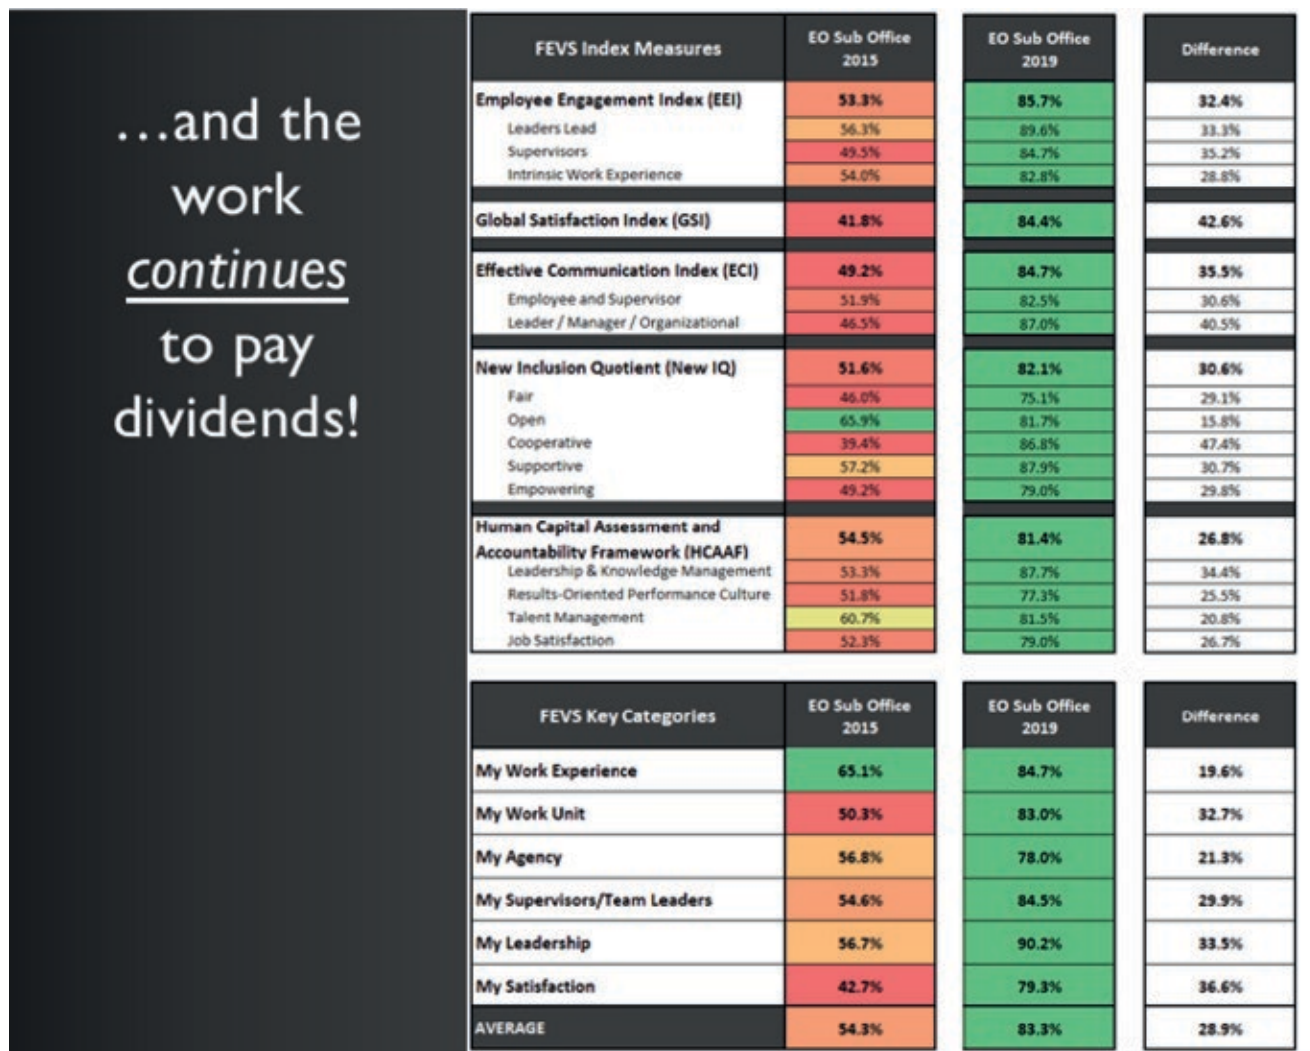 …and the
work
continues
to pay
dividends!
FEVS Index Measures EO Sub Office 2015 EO Sub Office 2019 Difference
Employee Engagement Index (EEI) 53.3% 85.7% 32.4%
Leaders Lead 56.3% 89.6% 33.3%
Supervisors 49.5% 84.7% 35.2%
Intrinsic Work Experience 54.0% 82.8% 28.8%
Global Satisfaction Index (GSI) 41.8% 84.4% 42.6%
Effective Communication Index (ECI) 49.2% 84.7% 35.5%
Employee and Supervisor 51.9% 82.5% 30.6%
Leader / Manager / Organizational 46.5% 87.0% 40.5%
New Inclusion Quotient (New IQ) 51.6% 82.1% 30.6%
Fair 46.0% 75.1% 29.1%
Open 65.9% 81.7% 15.8%
Cooperative 39.4% 86.8% 47.4%
Supportive 57.2% 87.9% 30.7%
Empowering 49.2% 79.0% 29.8%
Human Capital Assessment and
Accountability Framework (HCAAF) 54.5% 81.4% 26.8%
Leadership & Knowledge Management 53.3% 87.7% 34.4%
Results-Oriented Performance Culture 51.8% 77.3% 25.5%
Talent Management 60.7% 81.5% 20.8%
Job Satisfaction 52.3% 79.0% 26.7%
FEVS Key Categories EO Sub Office 2015 EO Sub Office 2019 Difference
My Work Experience 65.1% 84.7% 19.6%
My Work Unit 50.3% 83.0% 32.7%
My Agency 56.8% 78.0% 21.3%
My Supervisors/Team Leaders 54.6% 84.5% 29.9%
My Leadership 56.7% 90.2% 33.5%
My Satisfaction 42.7% 79.3% 36.6%
AVERAGE 54.3% 83.3% 28.9%